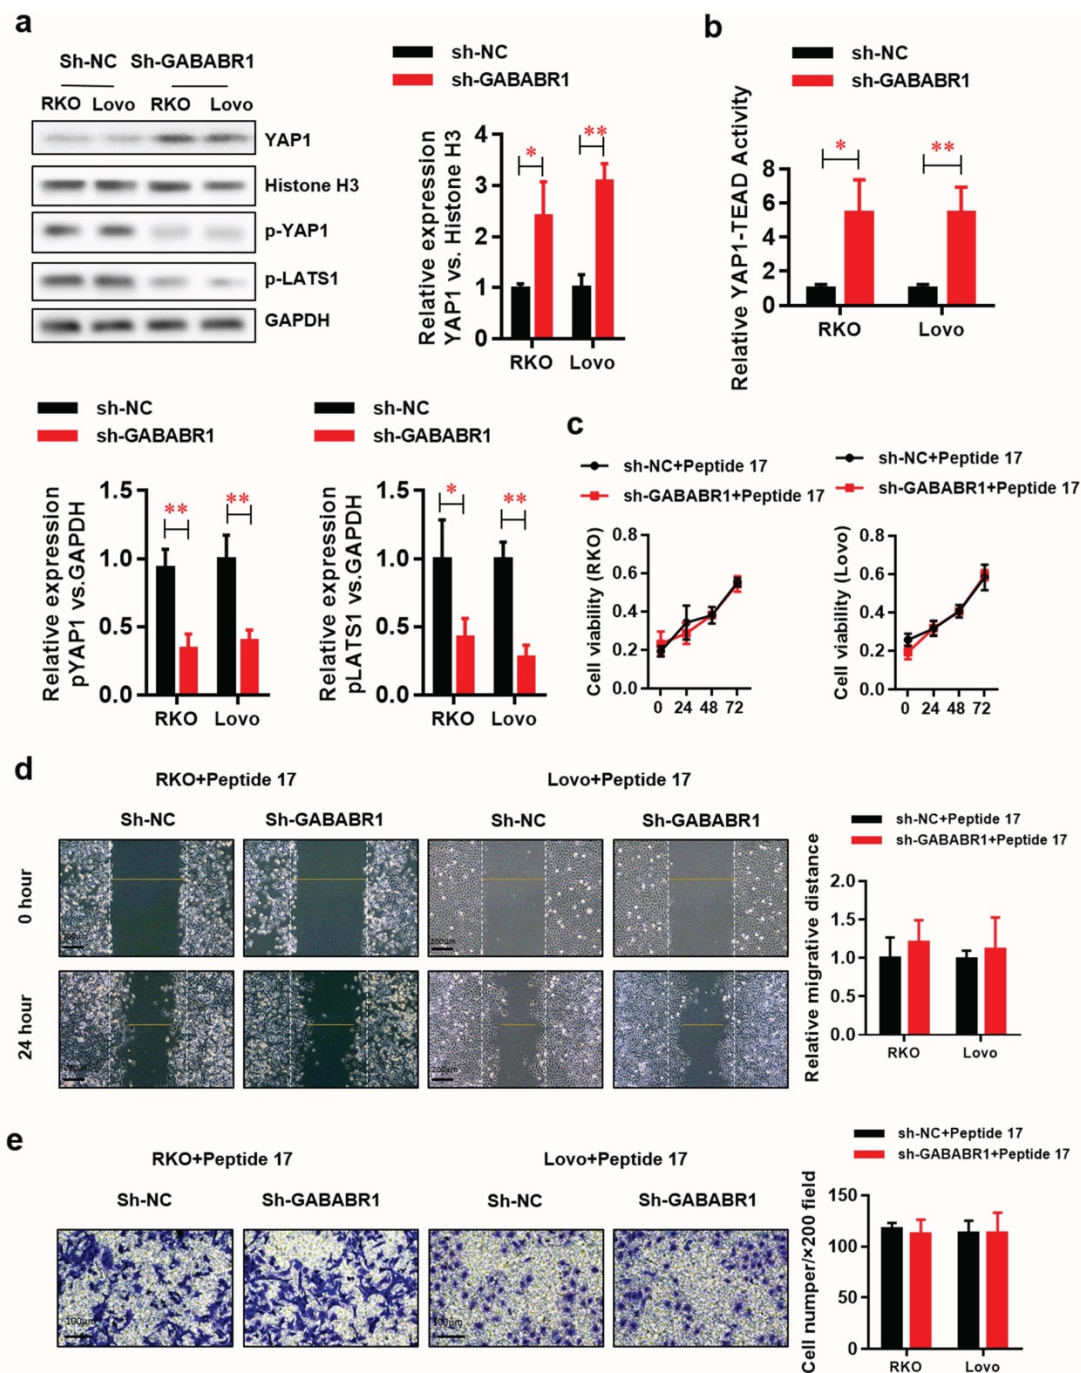 a
Sh-NC Sh-GABABR1
RKO Lovo RKO Lovo
YAP1
Histone H3
p-YAP1
p-LATS1
GAPDH
sh-NC
sh-GABABR1
Relative expression
YAP1 vs. Histone H3
4
3
2
1
0
*
**
RKO Lovo
b
sh-NC
sh-GABABR1
Relative YAP1-TEAD Activity
8
6
4
2
0
*
**
RKO Lovo
sh-NC
sh-GABABR1
Relative expression
pYAP1 vs.GAPDH
1.5
1.0
0.5
0.0
**
**
RKO Lovo
sh-NC
sh-GABABR1
Relative expression
pLATS1 vs.GAPDH
1.5
1.0
0.5
0.0
*
**
RKO Lovo
c
sh-NC+Peptide 17
sh-GABABR1+Peptide 17
Cell viability (RKO)
0.8
0.6
0.4
0.2
0.0
0 24 48 72
sh-NC+Peptide 17
sh-GABABR1+Peptide 17
Cell viability (Lovo)
0.8
0.6
0.4
0.2
0.0
0 24 48 72
d
RKO+Peptide 17 Lovo+Peptide 17
Sh-NC Sh-GABABR1 Sh-NC Sh-GABABR1
0 hour
200μm
200μm
24 hour
200μm
sh-NC+Peptide 17
sh-GABABR1+Peptide 17
Relative migrative distance
2.0
1.5
1.0
0.5
0.0
RKO Lovo
e
RKO+Peptide 17 Lovo+Peptide 17
Sh-NC Sh-GABABR1 Sh-NC Sh-GABABR1
100μm
100μm
sh-NC+Peptide 17
sh-GABABR1+Peptide 17
Cell numper/×200 field
150
100
50
0
RKO Lovo